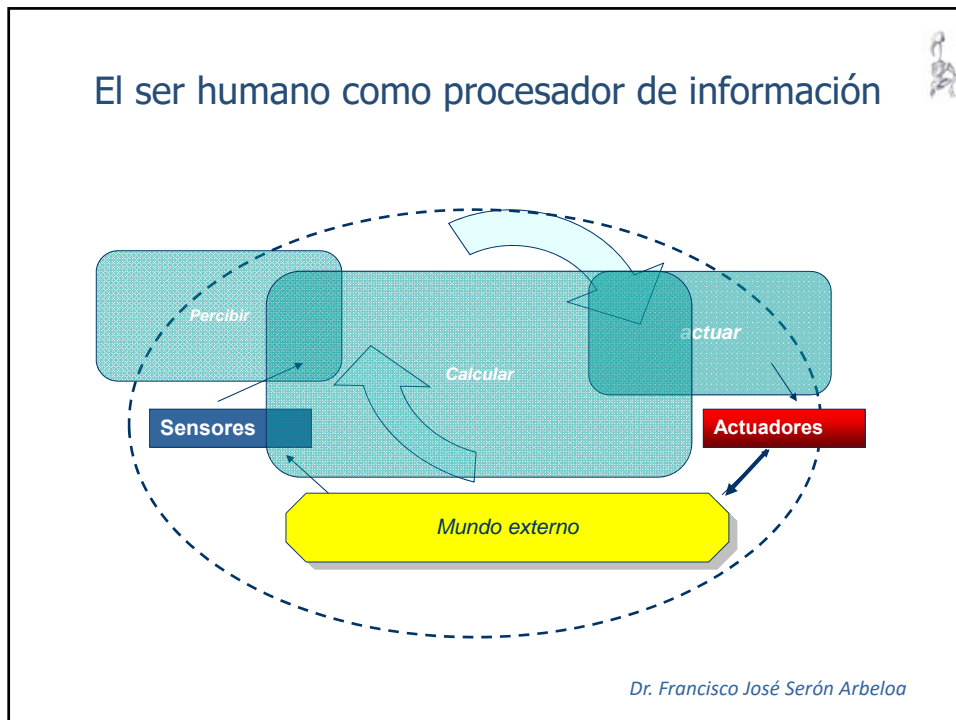 El ser humano como procesador de información
Percibir
actuar
Calcular
Sensores
Actuadores
Mundo externo
Dr. Francisco José Serón Arbeloa